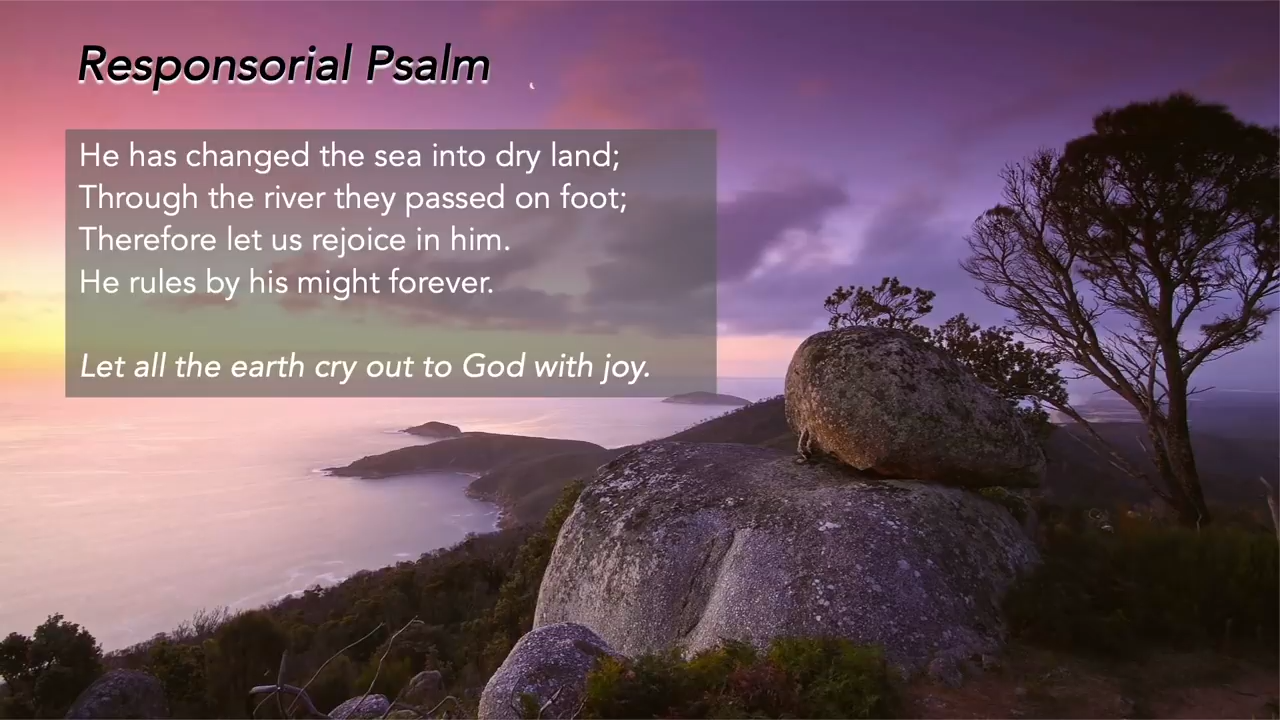 Responsorial Psalm
He has changed the sea into dry land;
Through the river they passed on foot;
Therefore let us rejoice in him.
He rules by his might forever.
Let all the earth cry out to God with joy.